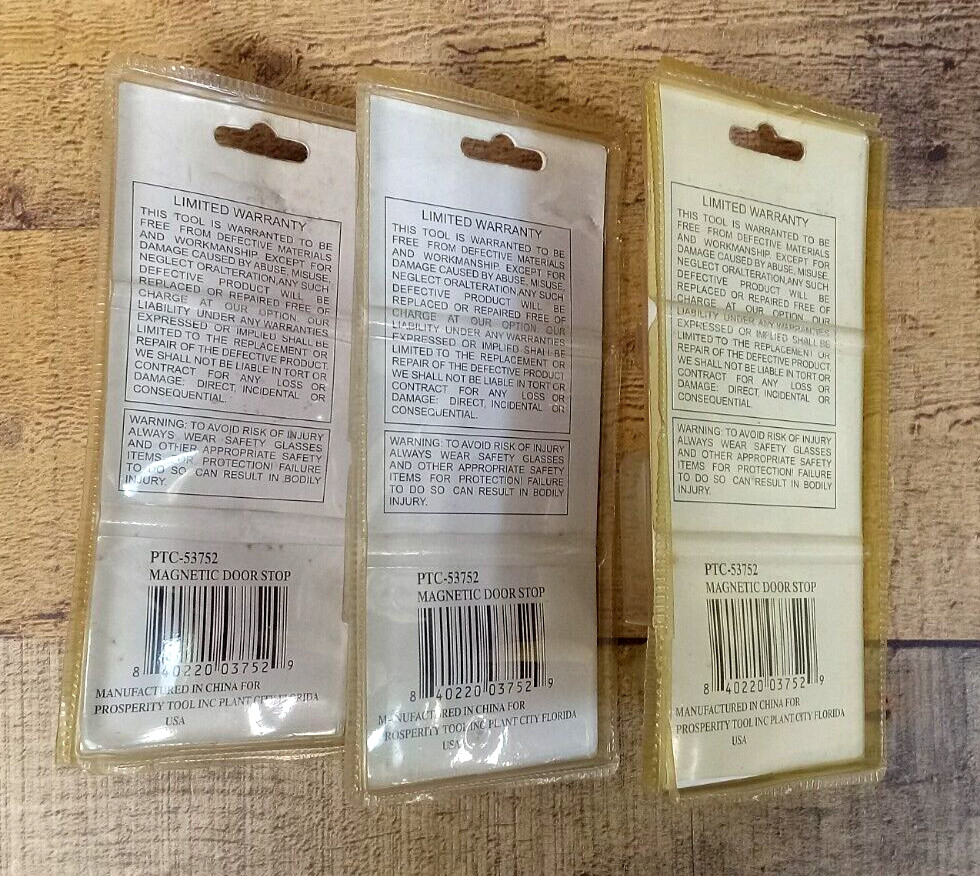 LIMITED WARRANTY
THIS TOOL IS WARRANTED TO BE
FREE FROM DEFECTIVE MATERIALS
AND WORKMANSHIP. EXCEPT FOR
DAMAGE CAUSED BY ABUSE, MISUSE,
NEGLECT ORALTERATION,ANY SUCH
DEFECTIVE PRODUCT WILL BE
REPLACED OR REPAIRED FREE OF
CHARGE AT OUR OPTION. OUR
LIABILITY UNDER ANY WARRANTIES
EXPRESSED OR IMPLIED SHALL BE
LIMITED TO THE REPLACEMENT OR
REPAIR OF THE DEFECTIVE PRODUCT.
WE SHALL NOT BE LIABLE IN TORT OR
CONTRACT FOR ANY LOSS OR
DAMAGE: DIRECT, INCIDENTAL OR
CONSEQUENTIAL.
WARNING: TO AVOID RISK OF INJURY
ALWAYS WEAR SAFETY GLASSES
AND OTHER APPROPRIATE SAFETY
ITEMS FOR PROTECTION! FAILURE
TO DO SO CAN RESULT IN BODILY
INJURY.
PTC-53752
MAGNETIC DOOR STOP
8 40220 03752 9
MANUFACTURED IN CHINA FOR
PROSPERITY TOOL INC PLANT CITY FLORIDA
USA
LIMITED WARRANTY
THIS TOOL IS WARRANTED TO BE
FREE FROM DEFECTIVE MATERIALS
AND WORKMANSHIP. EXCEPT FOR
DAMAGE CAUSED BY ABUSE, MISUSE,
NEGLECT ORALTERATION,ANY SUCH
DEFECTIVE PRODUCT WILL BE
REPLACED OR REPAIRED FREE OF
CHARGE AT OUR OPTION. OUR
LIABILITY UNDER ANY WARRANTIES
EXPRESSED OR IMPLIED SHALL BE
LIMITED TO THE REPLACEMENT OR
REPAIR OF THE DEFECTIVE PRODUCT.
WE SHALL NOT BE LIABLE IN TORT OR
CONTRACT FOR ANY LOSS OR
DAMAGE: DIRECT, INCIDENTAL OR
CONSEQUENTIAL.
WARNING: TO AVOID RISK OF INJURY
ALWAYS WEAR SAFETY GLASSES
AND OTHER APPROPRIATE SAFETY
ITEMS FOR PROTECTION! FAILURE
TO DO SO CAN RESULT IN BODILY
INJURY.
PTC-53752
MAGNETIC DOOR STOP
8 40220 03752 9
MANUFACTURED IN CHINA FOR
PROSPERITY TOOL INC PLANT CITY FLORIDA
USA
LIMITED WARRANTY
THIS TOOL IS WARRANTED TO BE
FREE FROM DEFECTIVE MATERIALS
AND WORKMANSHIP. EXCEPT FOR
DAMAGE CAUSED BY ABUSE, MISUSE,
NEGLECT ORALTERATION,ANY SUCH
DEFECTIVE PRODUCT WILL BE
REPLACED OR REPAIRED FREE OF
CHARGE AT OUR OPTION. OUR
LIABILITY UNDER ANY WARRANTIES
EXPRESSED OR IMPLIED SHALL BE
LIMITED TO THE REPLACEMENT OR
REPAIR OF THE DEFECTIVE PRODUCT.
WE SHALL NOT BE LIABLE IN TORT OR
CONTRACT FOR ANY LOSS OR
DAMAGE: DIRECT, INCIDENTAL OR
CONSEQUENTIAL.
WARNING: TO AVOID RISK OF INJURY
ALWAYS WEAR SAFETY GLASSES
AND OTHER APPROPRIATE SAFETY
ITEMS FOR PROTECTION! FAILURE
TO DO SO CAN RESULT IN BODILY
INJURY.
PTC-53752
MAGNETIC DOOR STOP
8 40220 03752 9
MANUFACTURED IN CHINA FOR
PROSPERITY TOOL INC PLANT CITY FLORIDA
USA